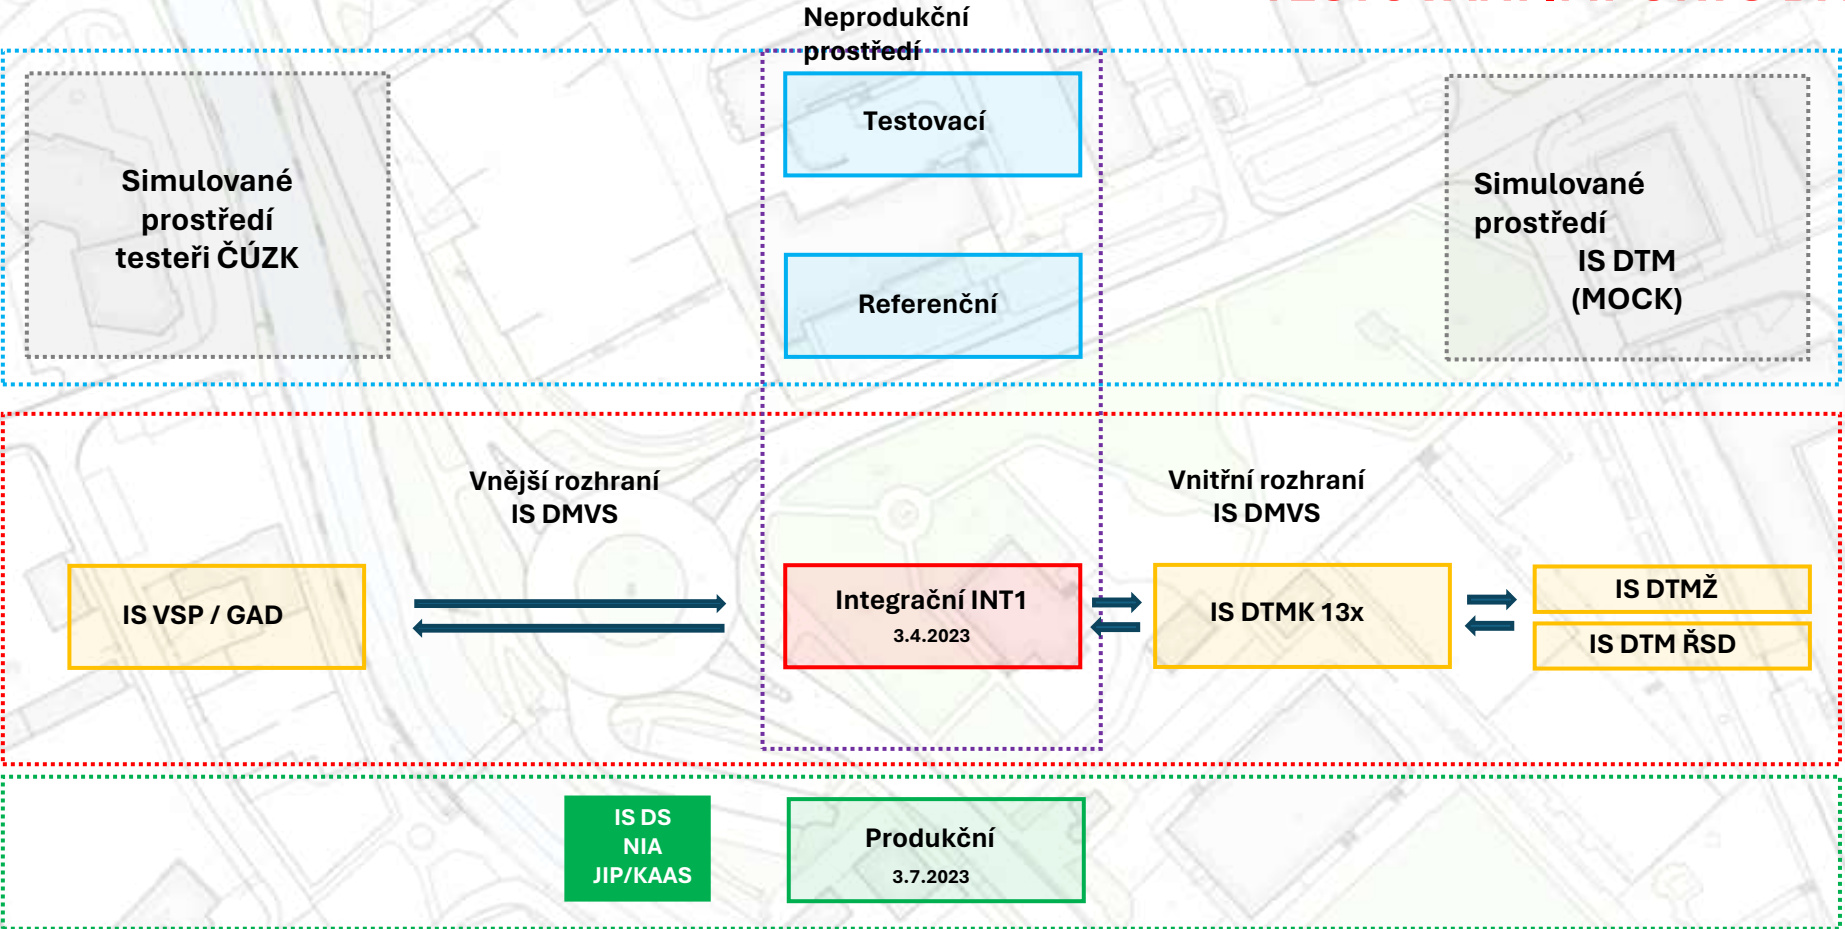 Neprodukční
prostředí
Testovací
Simulované
prostředí
testeři ČÚZK
Simulované
prostředí
IS DTM
(MOCK)
Referenční
Vnější rozhraní
IS DMVS
Vnitřní rozhraní
IS DMVS
IS VSP / GAD
Integrační INT1
3.4.2023
IS DTMK 13x
IS DTMŽ
IS DTM ŘSD
IS DS
NIA
JIP/KAAS
Produkční
3.7.2023